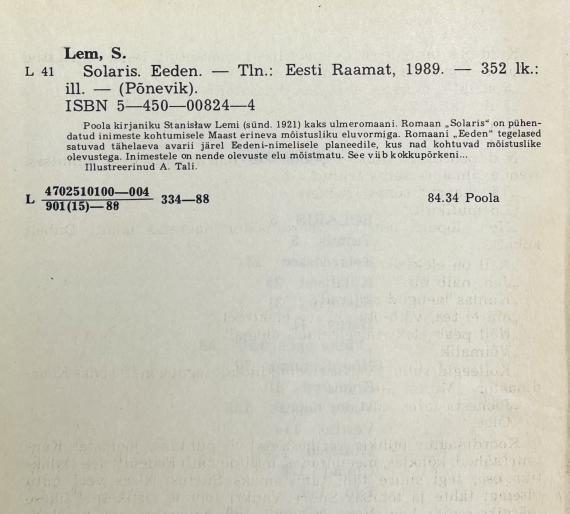 Lem, S.
L 41 Solaris. Eeden. — Tln.: Eesti Raamat, 1989. — 352 lk.:
ill. — (Põnevik).
ISBN 5—450—00824—4
Poola kirjaniku Stanisław Lemi (sünd. 1921) kaks ulmeromaani. Romaan „Solaris“ on pühen-
datud inimeste kohtumisele Maast erineva mõistusliku eluvormiga. Romaani „Eeden“ tegelased
satuvad tähelaeva avarii järel Eedeni-nimelisele planeedile, kus nad kohtuvad mõistuslike
olevustega. Inimestele on nende olevuste elu mõistmatu. See viib kokkupõrkeni...
Illustreerinud A. Tali.
L 4702510100—004
901(15)—88 334—88 84.34 Poola